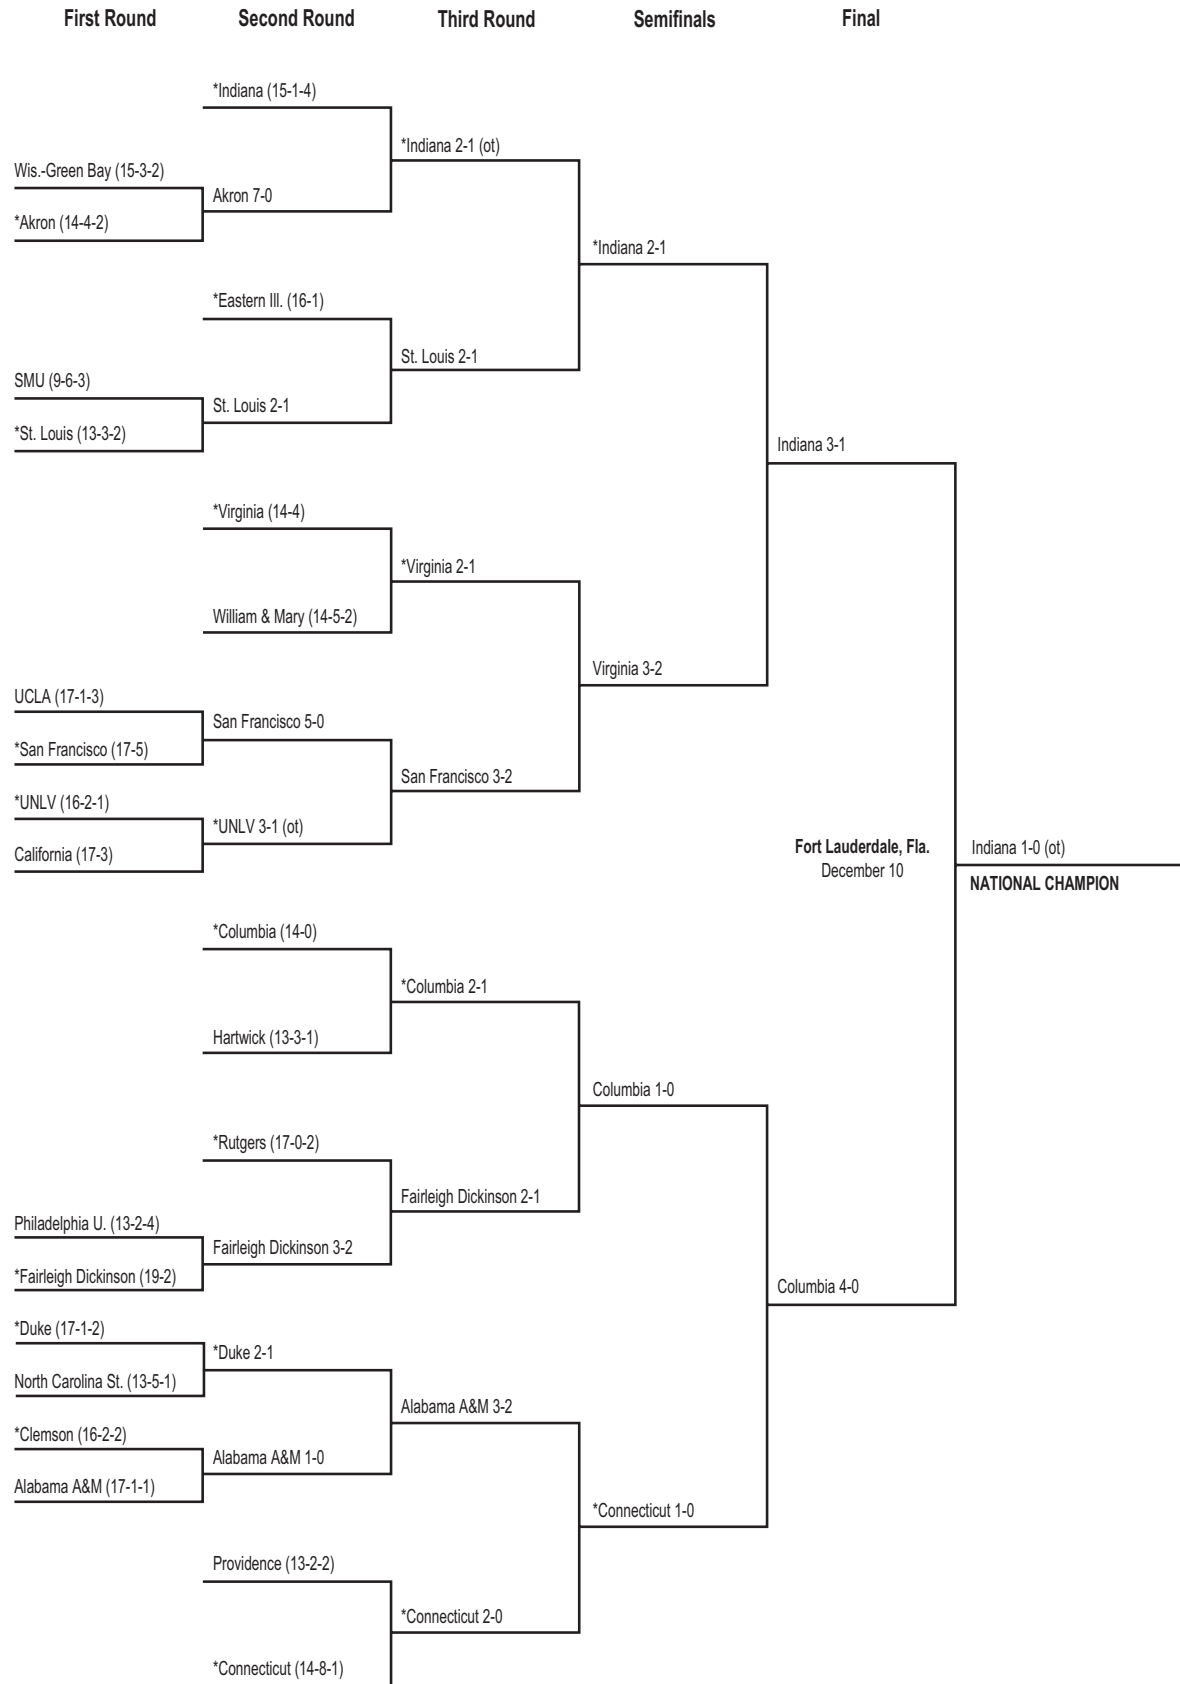 First Round
Second Round
Third Round
Semifinals
Final
*Indiana (15-1-4)
*Indiana 2-1 (ot)
Wis.-Green Bay (15-3-2)
Akron 7-0
*Akron (14-4-2)
*Indiana 2-1
*Eastern Ill. (16-1)
St. Louis 2-1
SMU (9-6-3)
St. Louis 2-1
*St. Louis (13-3-2)
Indiana 3-1
*Virginia (14-4)
*Virginia 2-1
William & Mary (14-5-2)
Virginia 3-2
UCLA (17-1-3)
San Francisco 5-0
*San Francisco (17-5)
San Francisco 3-2
*UNLV (16-2-1)
*UNLV 3-1 (ot)
California (17-3)
Fort Lauderdale, Fla.
December 10
Indiana 1-0 (ot)
NATIONAL CHAMPION
*Columbia (14-0)
*Columbia 2-1
Hartwick (13-3-1)
Columbia 1-0
*Rutgers (17-0-2)
Fairleigh Dickinson 2-1
Philadelphia U. (13-2-4)
Fairleigh Dickinson 3-2
*Fairleigh Dickinson (19-2)
Columbia 4-0
*Duke (17-1-2)
*Duke 2-1
North Carolina St. (13-5-1)
Alabama A&M 3-2
*Clemson (16-2-2)
Alabama A&M 1-0
Alabama A&M (17-1-1)
*Connecticut 1-0
Providence (13-2-2)
*Connecticut 2-0
*Connecticut (14-8-1)